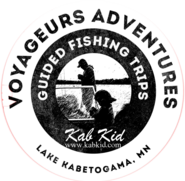 VOYAGEURS ADVENTURES
GUIDED FISHING TRIPS
Kab Kid
www.kabkid.com
LAKE KABETOGAMA, MN